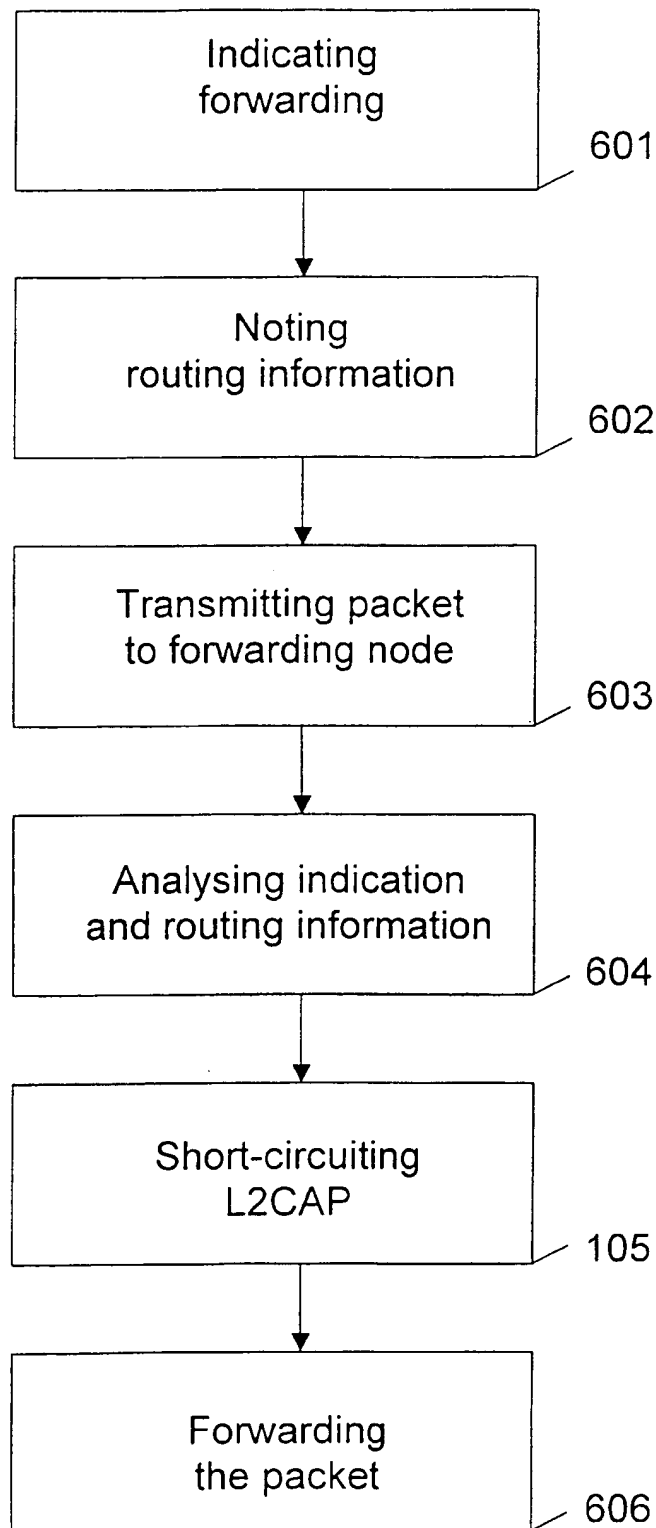 Indicating
forwarding
601
Noting
routing information
602
Transmitting packet
to forwarding node
603
Analysing indication
and routing information
604
Short-circuiting
L2CAP
105
Forwarding
the packet
606